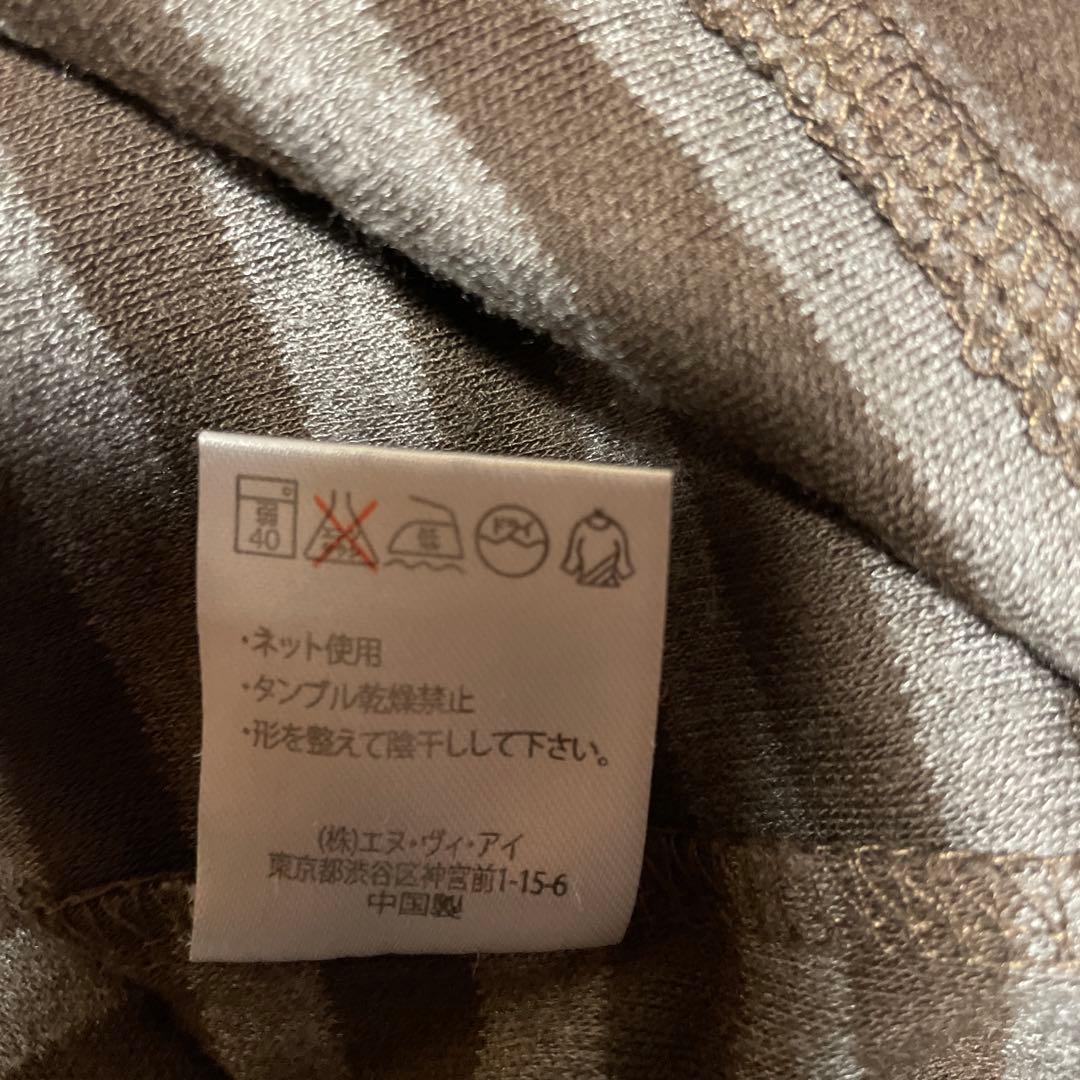 弱
40
低
ドライ
・ネット使用
・タンブル乾燥禁止
・形を整えて陰干しして下さい。
(株)エヌ・ヴィ・アイ
東京都渋谷区神宮前1-15-6
中国製